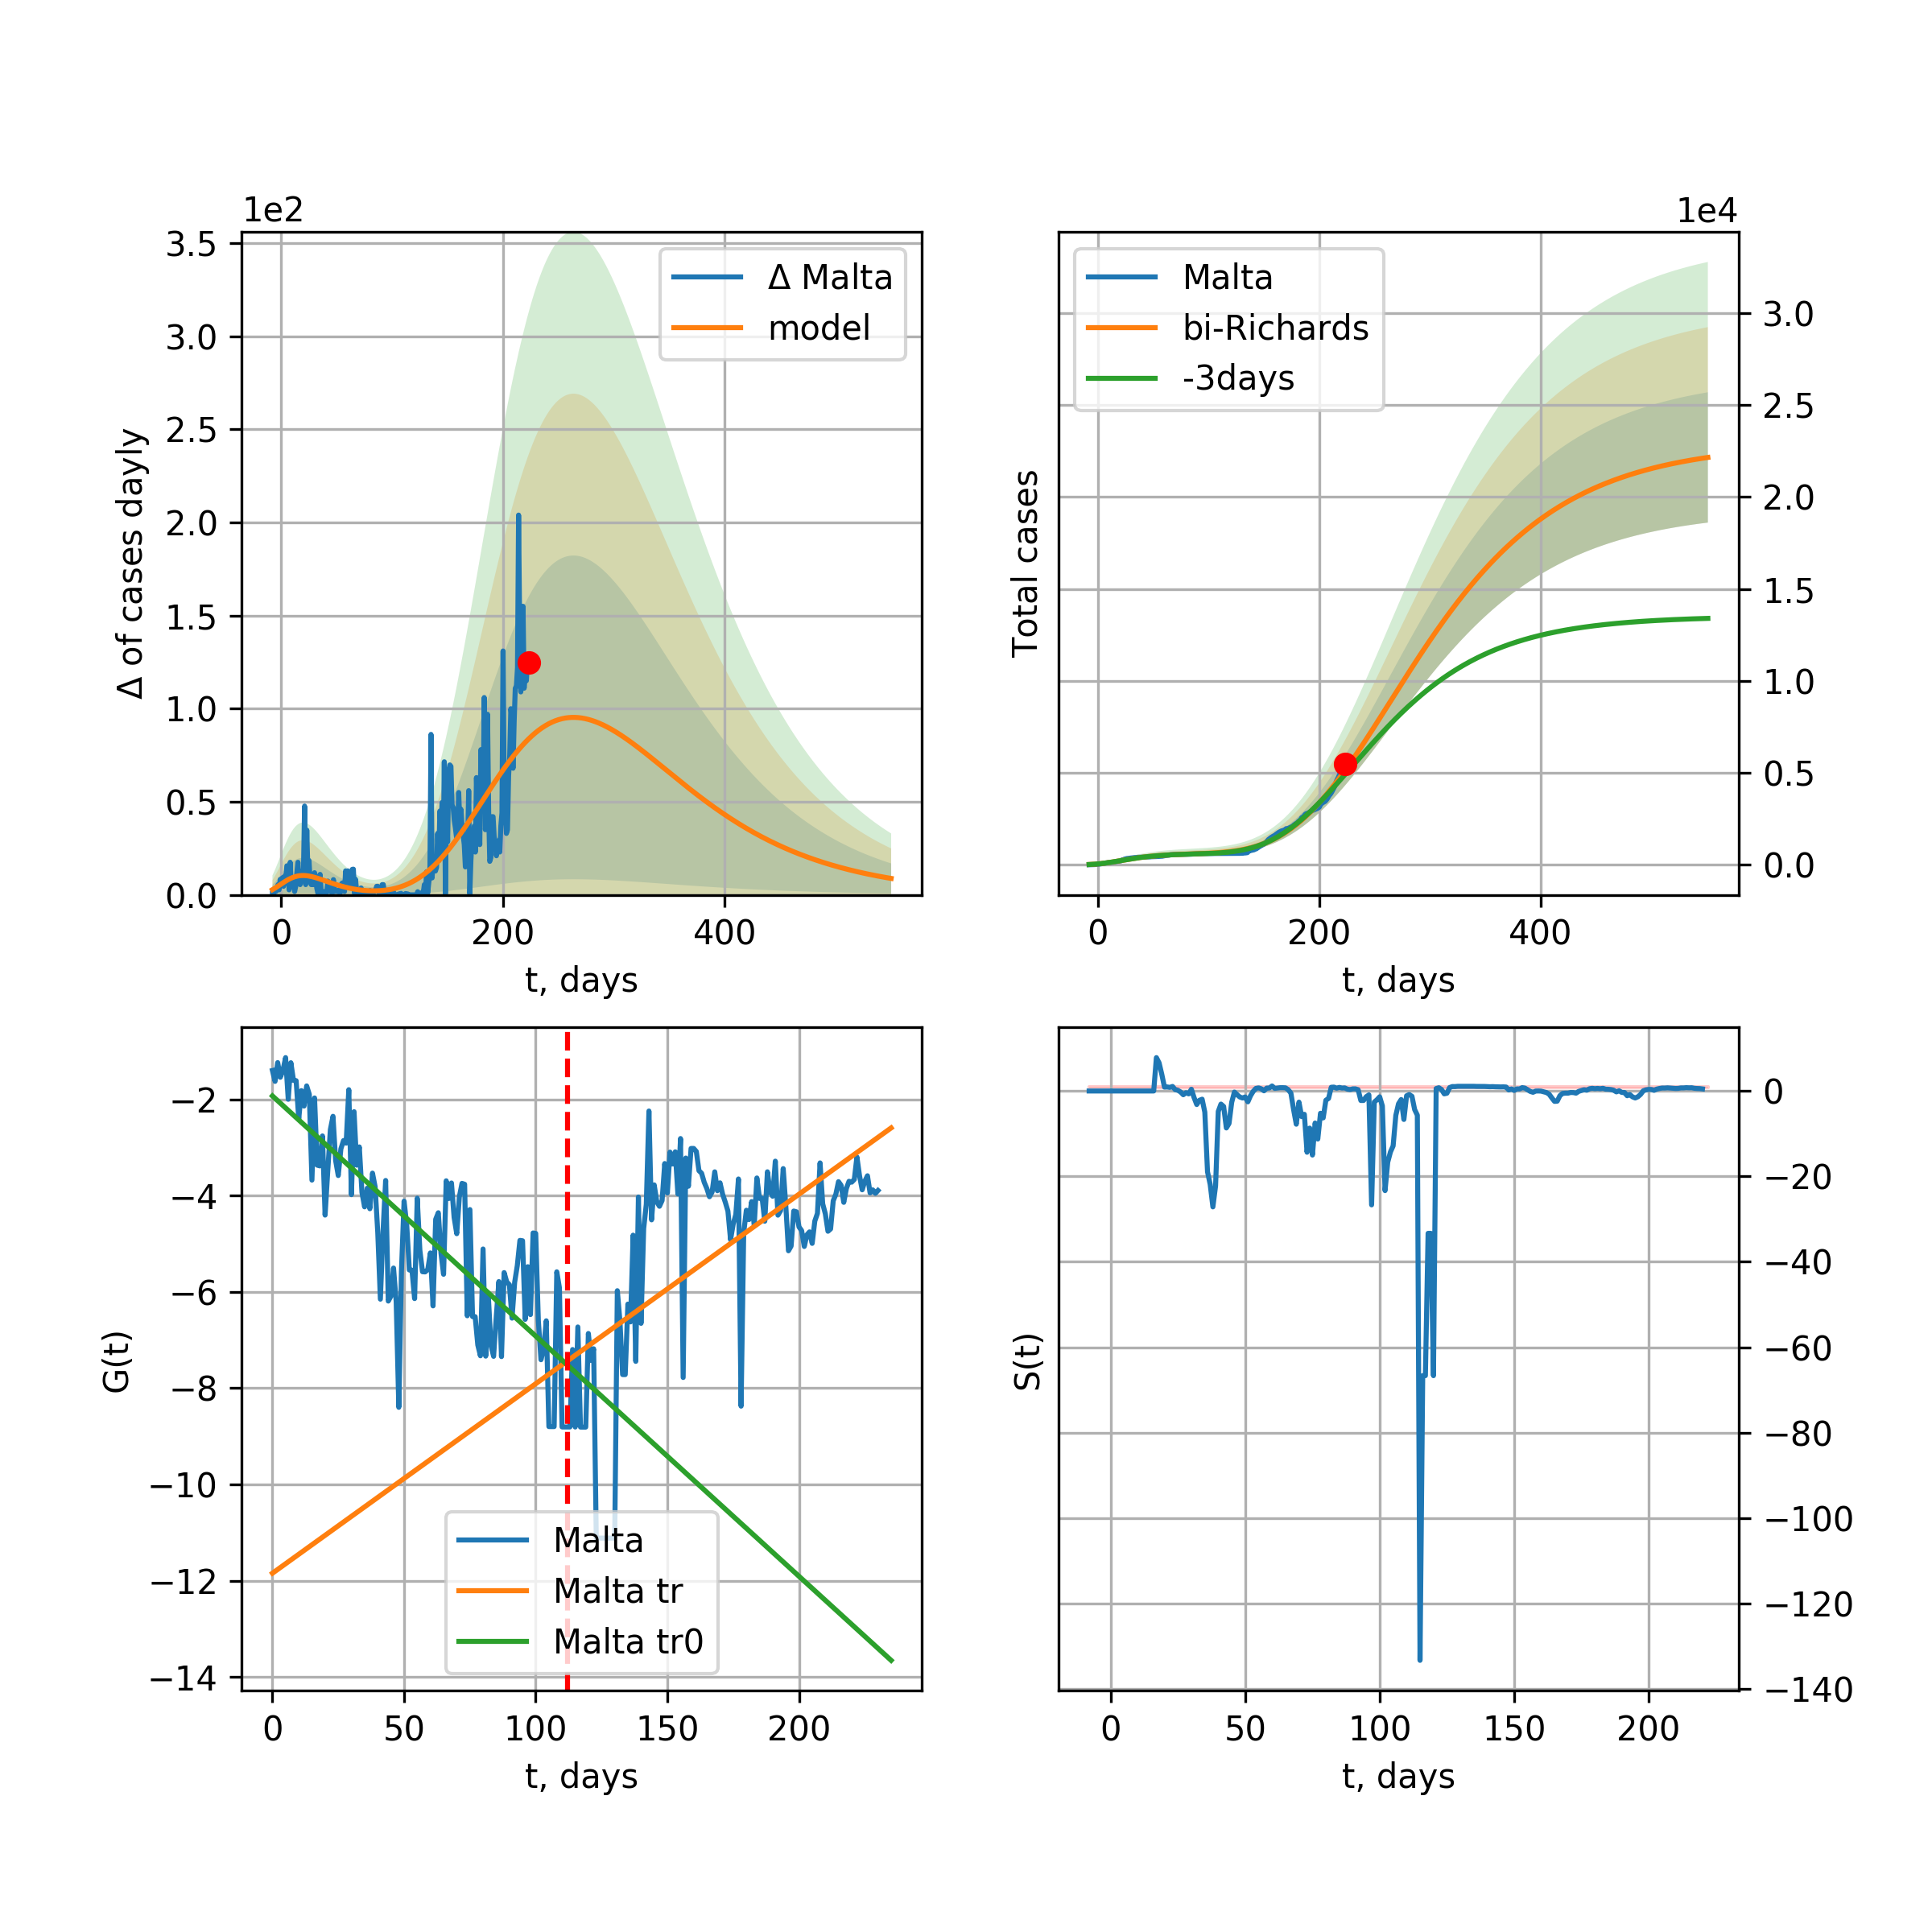 1e2
3.5
3.0
2.5
2.0
1.5
1.0
0.5
0.0
Δ of cases dayly
Δ Malta
model
0 200 400
t, days
1e4
Malta
bi-Richards
-3days
Total cases
3.0
2.5
2.0
1.5
1.0
0.5
0.0
0 200 400
t, days
−2
−4
−6
−8
−10
−12
−14
G(t)
Malta
Malta tr
Malta tr0
0 50 100 150 200
t, days
S(t)
0
−20
−40
−60
−80
−100
−120
−140
0 50 100 150 200
t, days